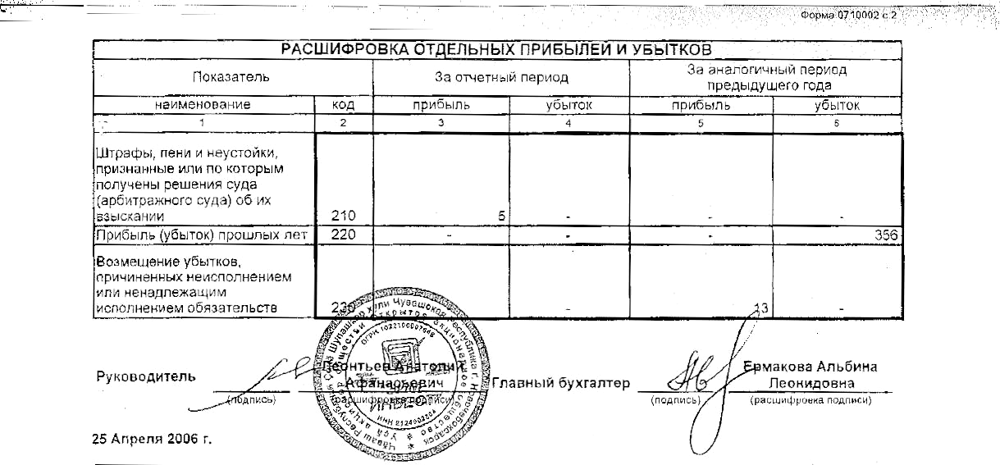 Форма 0710002 с.2
РАСШИФРОВКА ОТДЕЛЬНЫХ ПРИБЫЛЕЙ И УБЫТКОВ
Показатель За отчетный период За аналогичный период
предыдущего года
наименование код прибыль убыток прибыль убыток
1 2 3 4 5 6
Штрафы, пени и неустойки,
признанные или по которым
получены решения суда
(арбитражного суда) об их
взыскании 210 5 - - -
Прибыль (убыток) прошлых лет 220 - - - 356
Возмещение убытков,
причиненных неисполнением
или ненадлежащим
исполнением обязательств 230 - 13 -
Руководитель
Леонтьев Анатолий
Афанасьевич
(подпись) (расшифровка подписи)
Главный бухгалтер
Ермакова Альбина
Леонидовна
(подпись) (расшифровка подписи)
25 Апреля 2006 г.